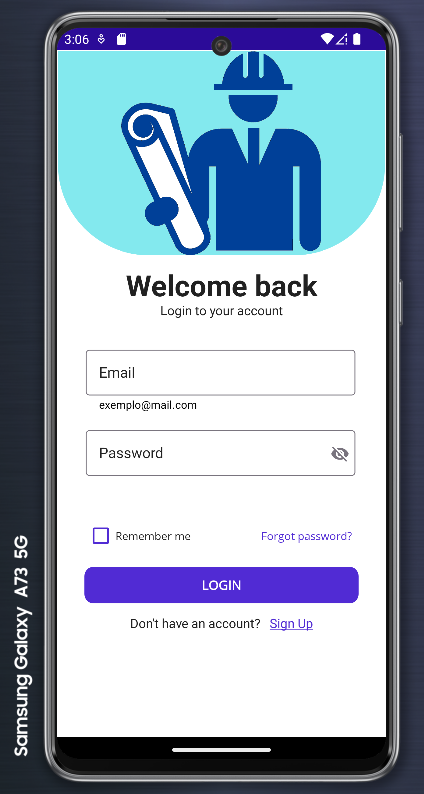 3:06
Welcome back
Login to your account
Email
exemplo@mail.com
Password
Remember me Forgot password?
LOGIN
Don't have an account? Sign Up
Samsung Galaxy A73 5G